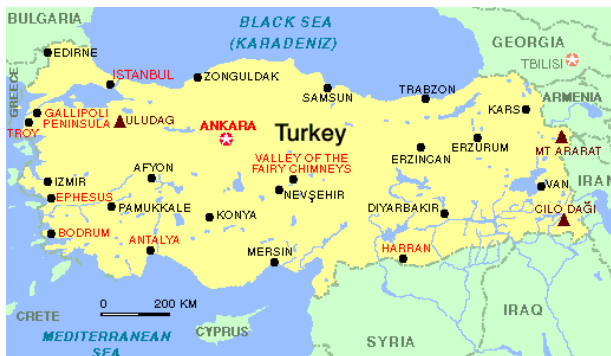 BULGARIA
BLACK SEA
(KARADENIZ)
GEORGIA
TBILISI
EDIRNE
ISTANBUL
ZONGULDAK
SAMSUN
TRABZON
KARS
ARMENIA
GREECE
GALLIPOLI
PENINSULA
TROY
ULUDAG
ANKARA
Turkey
ERZINCAN
ERZURUM
MT ARARAT
IRAN
VALLEY OF THE
FAIRY CHIMNEYS
AFYON
IZMIR
EPHESUS
PAMUKKALE
NEVŞEHIR
KONYA
DIYARBAKIR
VAN
CILO DAĞI
BODRUM
ANTALYA
MERSIN
HARRAN
0 200 KM
CRETE
MEDITERRANEAN
SEA
CYPRUS
SYRIA
IRAQ